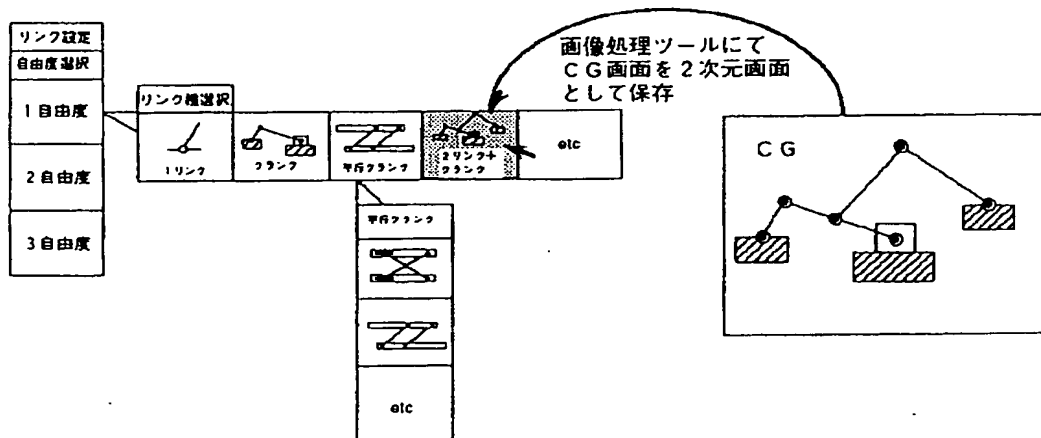 リンク設定
自由度選択
1自由度
2自由度
3自由度
リンク種選択
1リンク
クランク
平行クランク
2リンク+
クランク
etc
平行クランク
etc
画像処理ツールにて
CG画面を2次元画面
として保存
CG